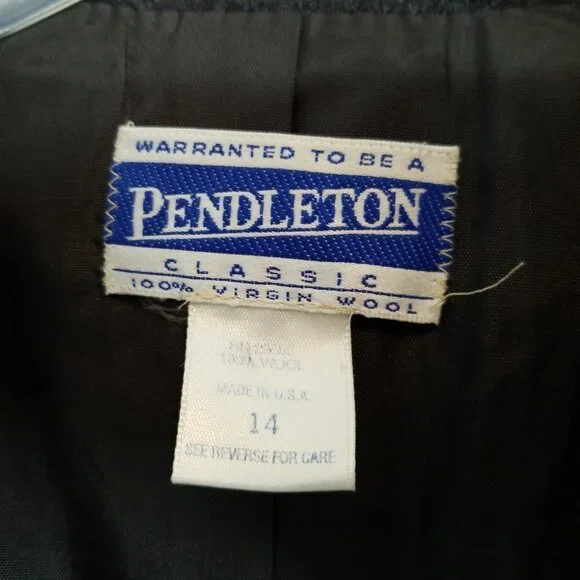 WARRANTED TO BE A
PENDLETON
CLASSIC
100% VIRGIN WOOL
100% WOOL
MADE IN U.S.A.
14
SEE REVERSE FOR CARE